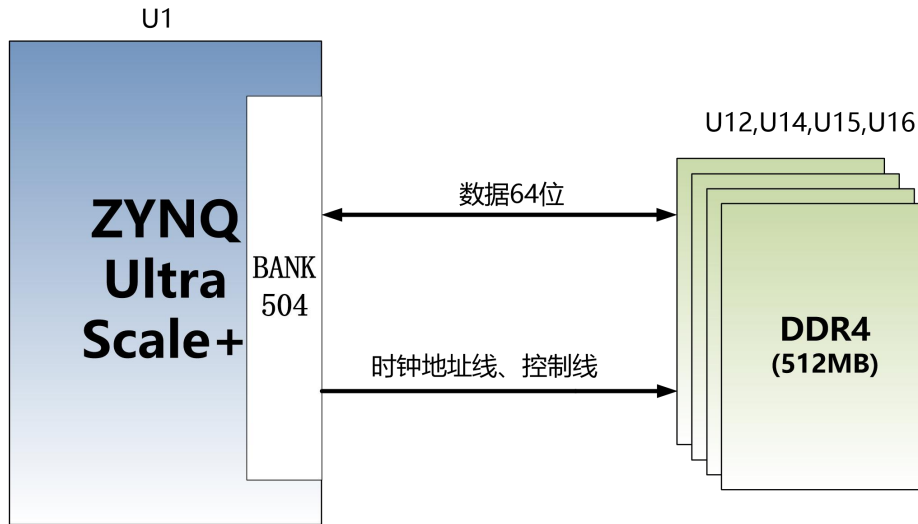 U1
U12,U14,U15,U16
数据64位
ZYNQ
Ultra
Scale+
BANK
504
时钟地址线、控制线
DDR4
(512MB)